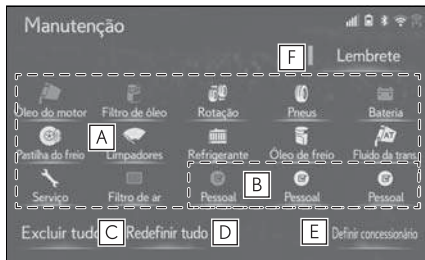 Manutenção
F Lembrete
Óleo do motor Filtro de óleo Rotação Pneus Bateria
A
Pastilha do freio Limpadores Refrigerante Óleo de freio Fluido da trans.
B
Serviço Filtro de ar Pessoal Pessoal Pessoal
Excluir tudo C Redefinir tudo D E Definir concessionário